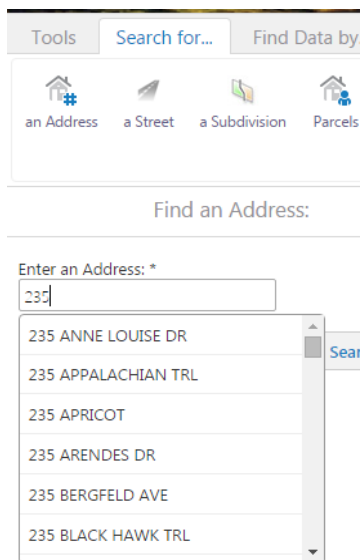 Tools Search for... Find Data by
an Address a Street a Subdivision Parcels
Find an Address:
Enter an Address: *
235
235 ANNE LOUISE DR
Sear
235 APPALACHIAN TRL
235 APRICOT
235 ARENDES DR
235 BERGFELD AVE
235 BLACK HAWK TRL